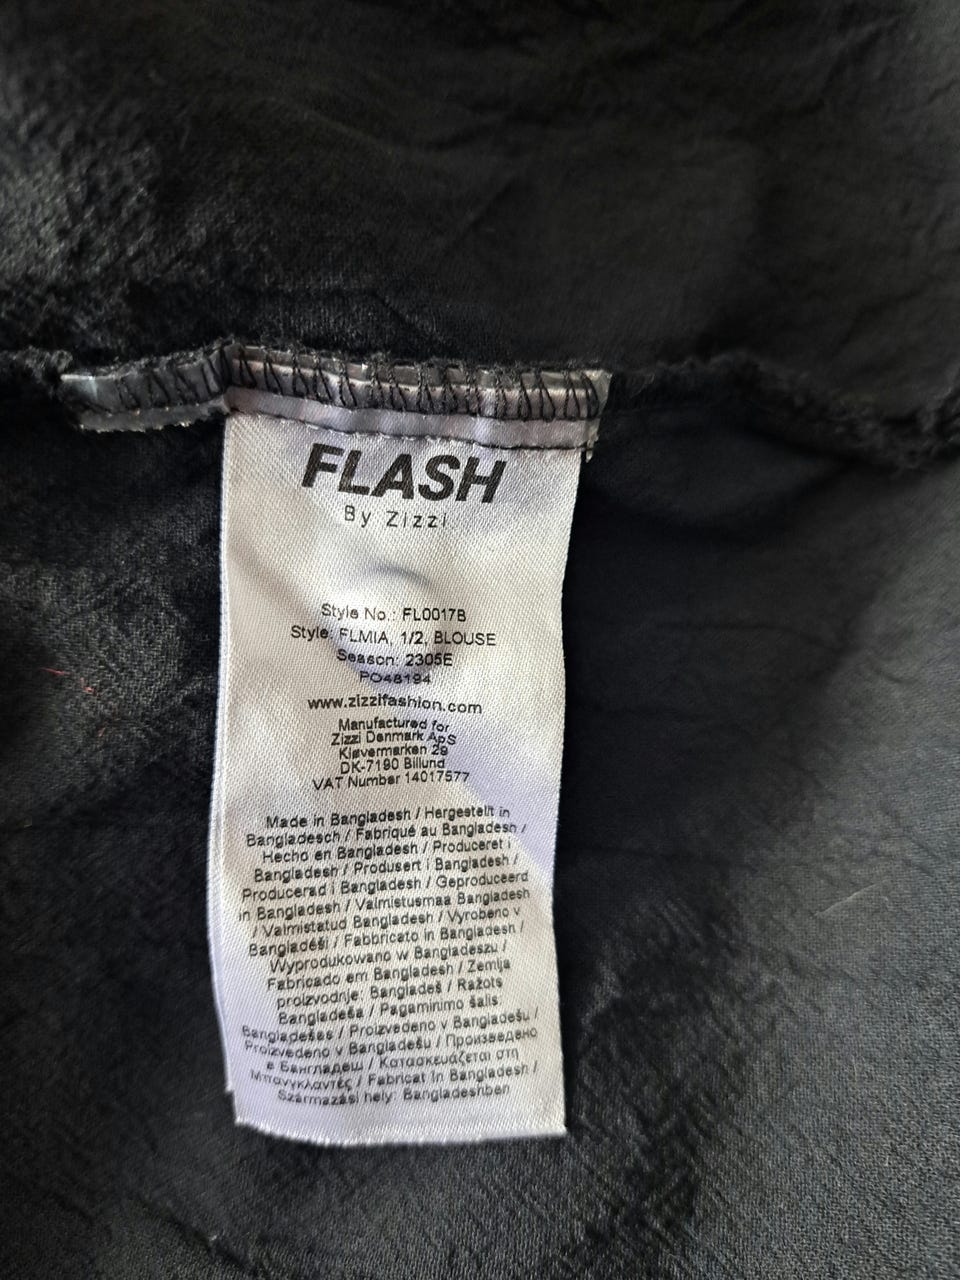 FLASH
By Zizzi
Style No.: FL0017B
Style: FLMIA, 1/2, BLOUSE
Season: 2305E
PO48194
www.zizzifashion.com
Manufactured for
Zizzi Denmark ApS
Kløvermarken 29
DK-7190 Billund
VAT Number 14017577
Made in Bangladesh / Hergestellt in
Bangladesch / Fabriqué au Bangladesh /
Hecho en Bangladesh / Produceret i
Bangladesh / Produsert i Bangladesh /
Producerad i Bangladesh / Geproduceerd
in Bangladesh / Valmistusmaa Bangladesh
/ Valmistatud Bangladesh / Vyrobeno v
Bangladéši / Fabbricato in Bangladesh /
Wyprodukowano w Bangladeszu /
Fabricado em Bangladesh / Zemlja
proizvodnje: Bangladeš / Ražots
Bangladeša / Pagaminimo šalis:
Bangladešas / Proizvedeno v Bangladešu /
Proizvedeno v Bangladešu / Произведено
в Бангладеш / Κατασκευάζεται στη
Μπανγκλαντές / Fabricat în Bangladesh /
Származási hely: Bangladeshben